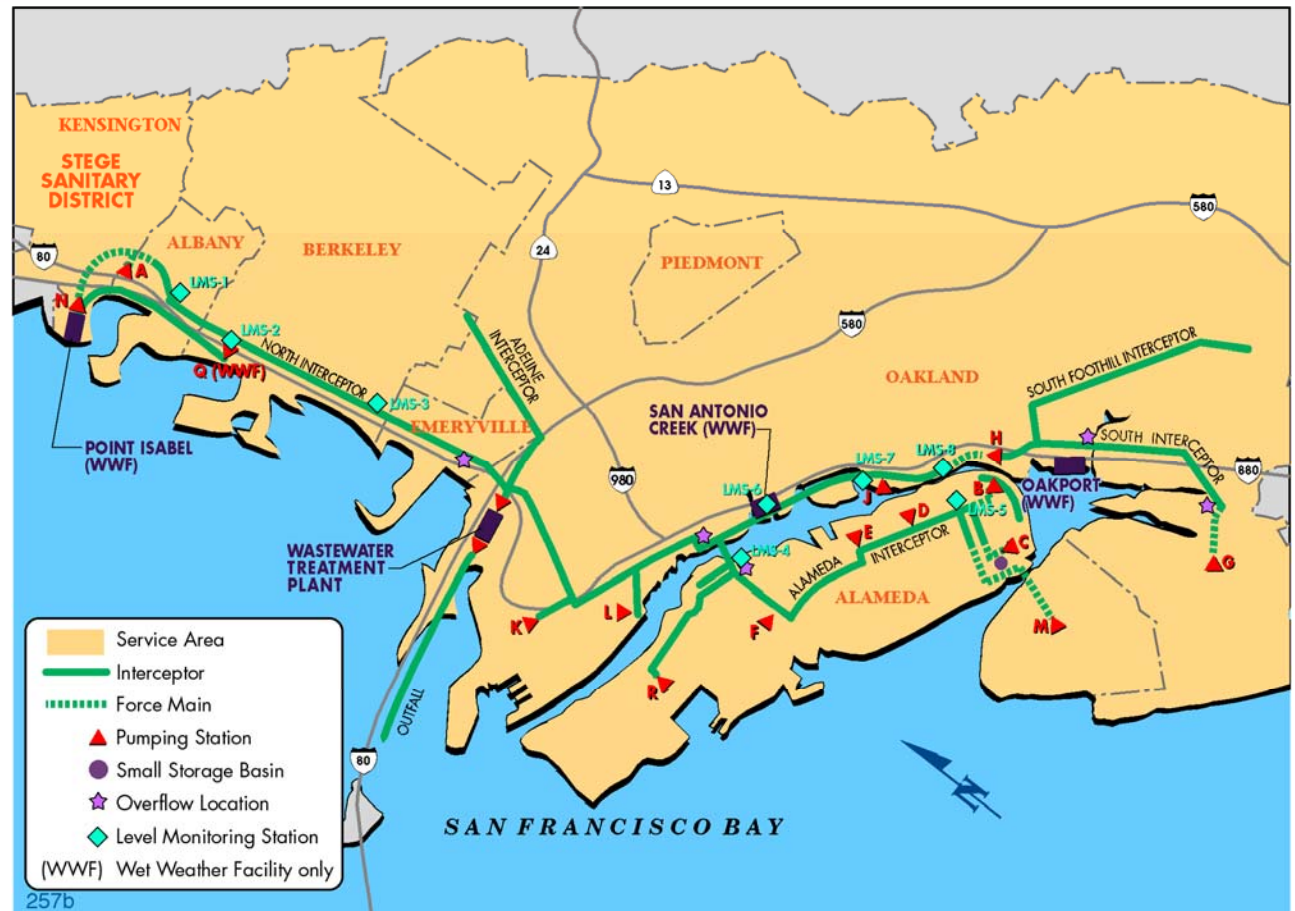 KENSINGTON
STEGE
SANITARY
DISTRICT
ALBANY
BERKELEY
13
580
24
PIEDMONT
80
A
LMS-1
N
LMS-2
NORTH INTERCEPTOR
Q (WWF)
LMS-3
ADELINE
INTERCEPTOR
580
EMERYVILLE
OAKLAND
SOUTH FOOTHILL INTERCEPTOR
POINT ISABEL
(WWF)
SAN ANTONIO
CREEK (WWF)
H
SOUTH INTERCEPTOR
LMS-8
LMS-7
880
980
LMS-6
J
B
OAKPORT
(WWF)
LMS-5
D
E
WASTEWATER
TREATMENT
PLANT
LMS-4
C
G
ALAMEDA INTERCEPTOR
ALAMEDA
L
K
F
M
R
OUTFALL
80
N
SAN FRANCISCO BAY
Service Area
Interceptor
Force Main
Pumping Station
Small Storage Basin
Overflow Location
Level Monitoring Station
(WWF) Wet Weather Facility only
257b